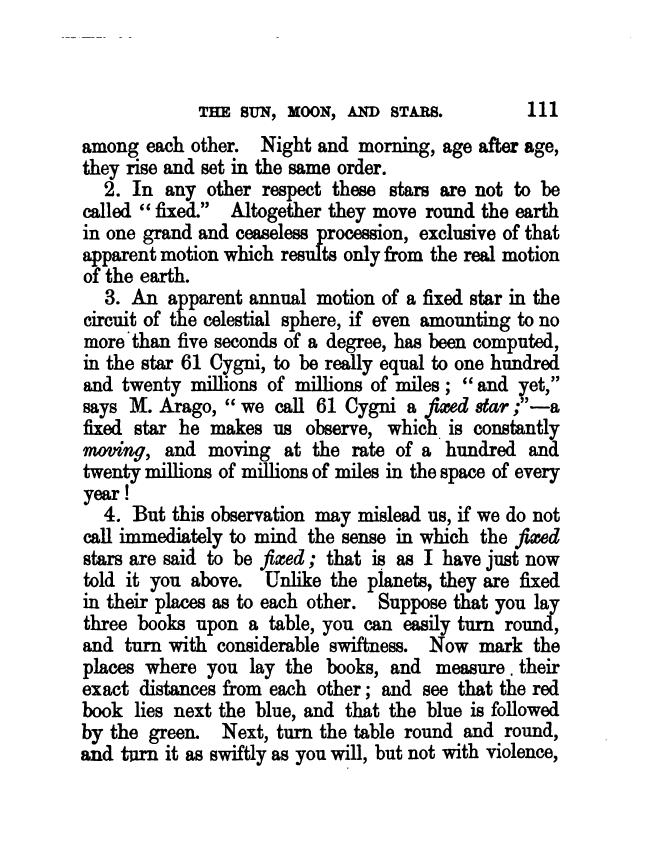 THE SUN, MOON, AND STARS. 111
among each other. Night and morning, age after age,
they rise and set in the same order.
2. In any other respect these stars are not to be
called “fixed.” Altogether they move round the earth
in one grand and ceaseless procession, exclusive of that
apparent motion which results only from the real motion
of the earth.
3. An apparent annual motion of a fixed star in the
circuit of the celestial sphere, if even amounting to no
more than five seconds of a degree, has been computed,
in the star 61 Cygni, to be really equal to one hundred
and twenty millions of millions of miles; “and yet,”
says M. Arago, “we call 61 Cygni a fixed star;”—a
fixed star he makes us observe, which is constantly
moving, and moving at the rate of a hundred and
twenty millions of millions of miles in the space of every
year!
4. But this observation may mislead us, if we do not
call immediately to mind the sense in which the fixed
stars are said to be fixed; that is as I have just now
told it you above. Unlike the planets, they are fixed
in their places as to each other. Suppose that you lay
three books upon a table, you can easily turn round,
and turn with considerable swiftness. Now mark the
places where you lay the books, and measure their
exact distances from each other; and see that the red
book lies next the blue, and that the blue is followed
by the green. Next, turn the table round and round,
and turn it as swiftly as you will, but not with violence,